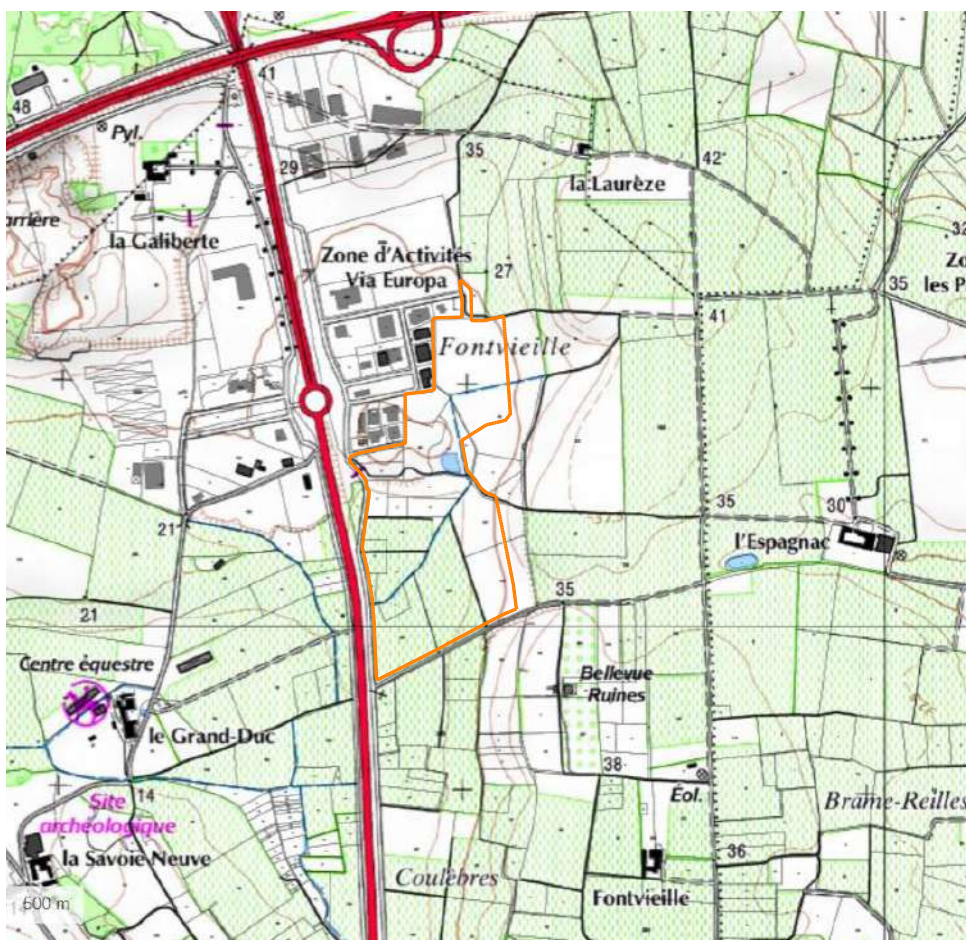 41
48
Pyl.
29
35
42
la Laurèze
arrière
la Galiberte
Zone d'Activités
Via Europa
27
32
Zo
les P
35
41
Fontvieille
21
35
30
l'Espagnac
21
35
Centre équestre
Bellevue
Ruines
le Grand-Duc
38
Éol.
14
Site
archéologique
Brame-Reilles
la Savoie Neuve
Coulèbres
36
Fontvieille
600 m